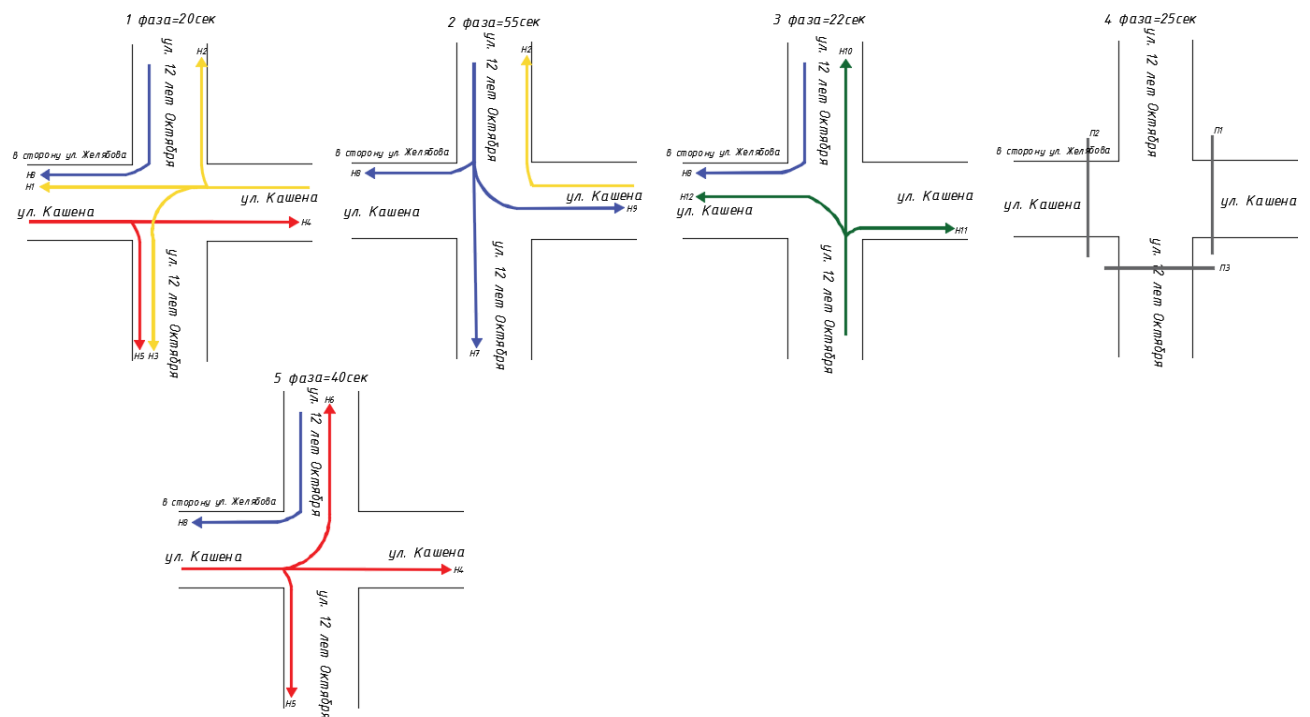 1 фаза=20сек
ул. 12 лет Октября
Н2
В сторону ул. Желябова
Н8
Н1
ул. Кашена
ул. Кашена
Н4
ул. 12 лет Октября
Н5
Н3
2 фаза=55сек
ул. 12 лет Октября
Н2
В сторону ул. Желябова
Н8
ул. Кашена
ул. Кашена
Н9
ул. 12 лет Октября
Н7
3 фаза=22сек
ул. 12 лет Октября
Н10
В сторону ул. Желябова
Н8
Н12
ул. Кашена
ул. Кашена
Н11
ул. 12 лет Октября
4 фаза=25сек
ул. 12 лет Октября
П2
П1
В сторону ул. Желябова
ул. Кашена
ул. Кашена
ул. 12 лет Октября
П3
5 фаза=40сек
ул. 12 лет Октября
Н6
В сторону ул. Желябова
Н8
ул. Кашена
ул. Кашена
Н4
ул. 12 лет Октября
Н5